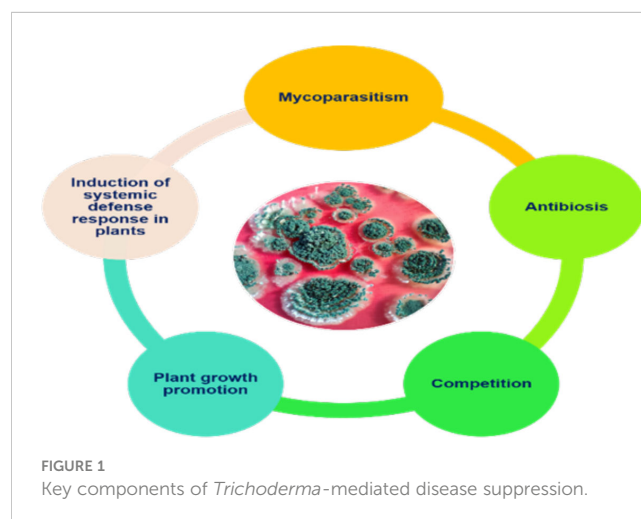 Mycoparasitism
Antibiosis
Competition
Plant growth
promotion
Induction of
systemic
defense
response in
plants
FIGURE 1
Key components of Trichoderma-mediated disease suppression.